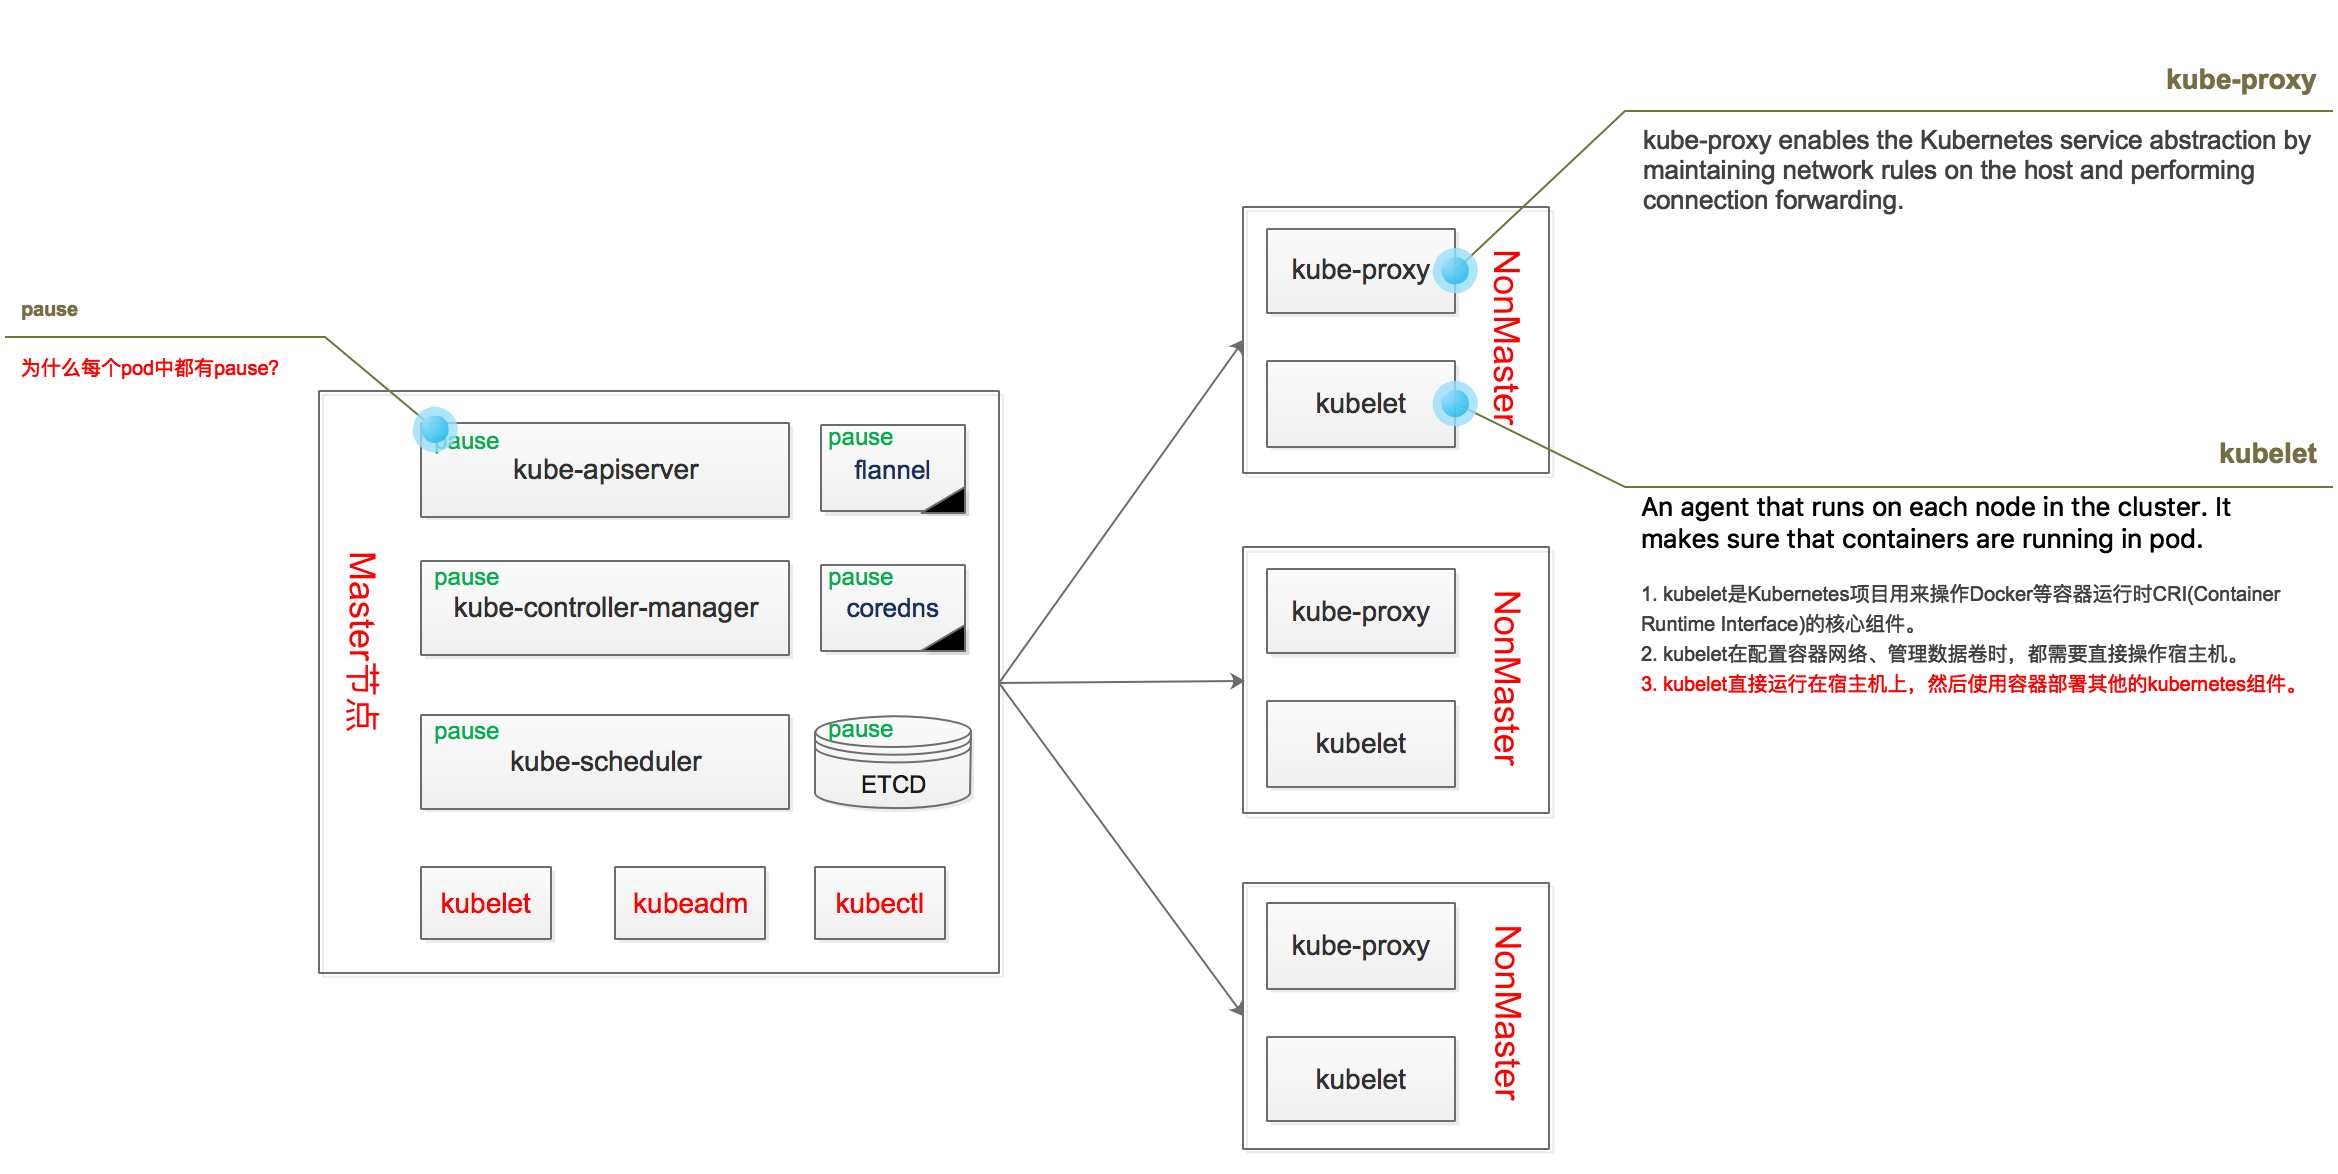 kube-proxy
kube-proxy enables the Kubernetes service abstraction by
maintaining network rules on the host and performing
connection forwarding.
pause
为什么每个pod中都有pause?
Master节点
pause
kube-apiserver
pause
flannel
pause
kube-controller-manager
pause
coredns
pause
kube-scheduler
pause
ETCD
kubelet
kubeadm
kubectl
kube-proxy
kubelet
NonMaster
kube-proxy
kubelet
NonMaster
kube-proxy
kubelet
NonMaster
kubelet
An agent that runs on each node in the cluster. It
makes sure that containers are running in pod.
1. kubelet是Kubernetes项目用来操作Docker等容器运行时CRI(Container
Runtime Interface)的核心组件。
2. kubelet在配置容器网络、管理数据卷时，都需要直接操作宿主机。
3. kubelet直接运行在宿主机上，然后使用容器部署其他的kubernetes组件。